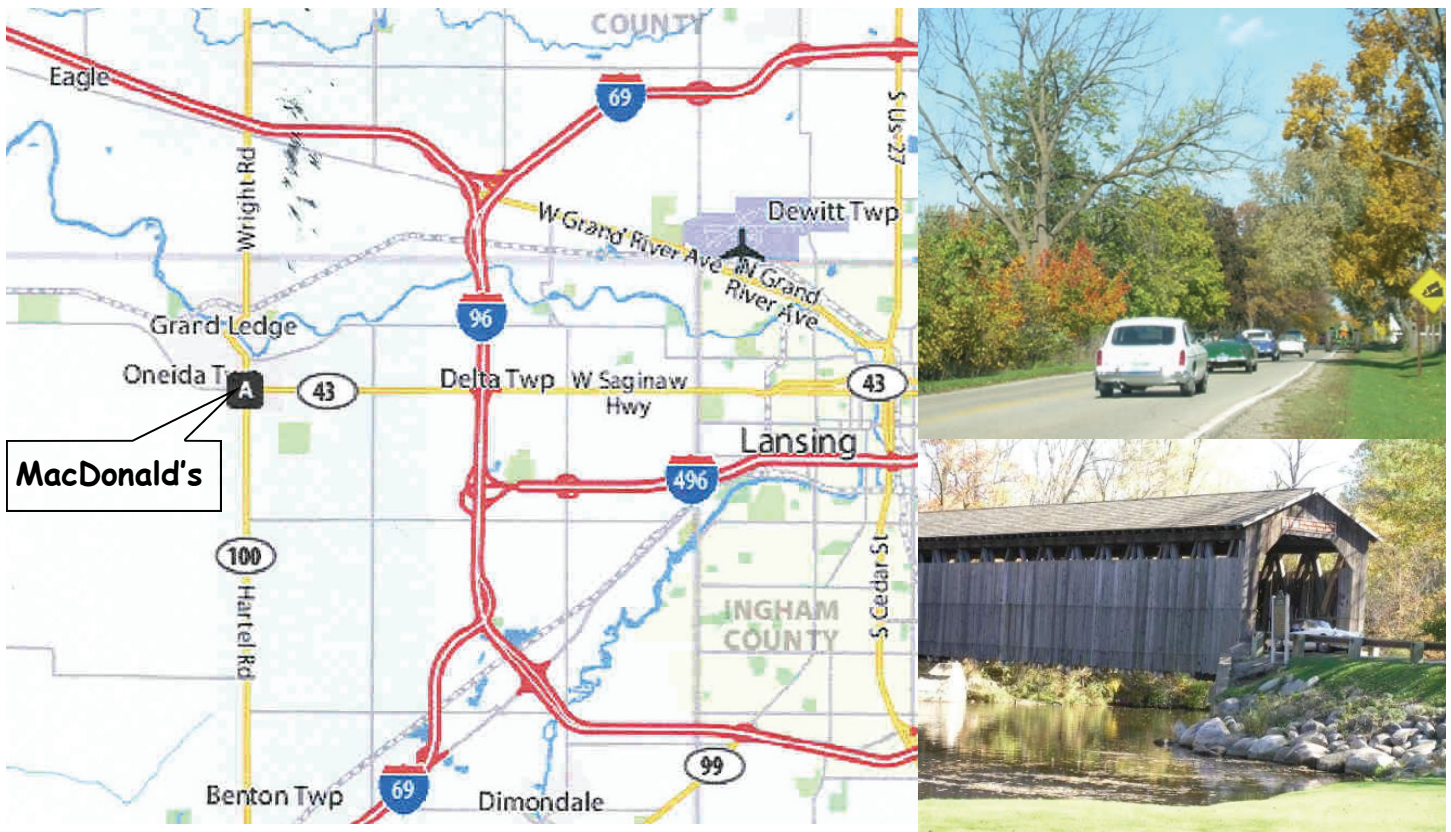 COUNTY
Eagle
69
S Us 27
Wright Rd
Dewitt Twp
W Grand River Ave
N Grand
River Ave
96
Grand Ledge
Oneida Tw
A
43
Delta Twp
W Saginaw
Hwy
43
Lansing
MacDonald's
496
100
Hartel Rd
S Cedar St
INGHAM
COUNTY
99
69
Benton Twp
Dimondale